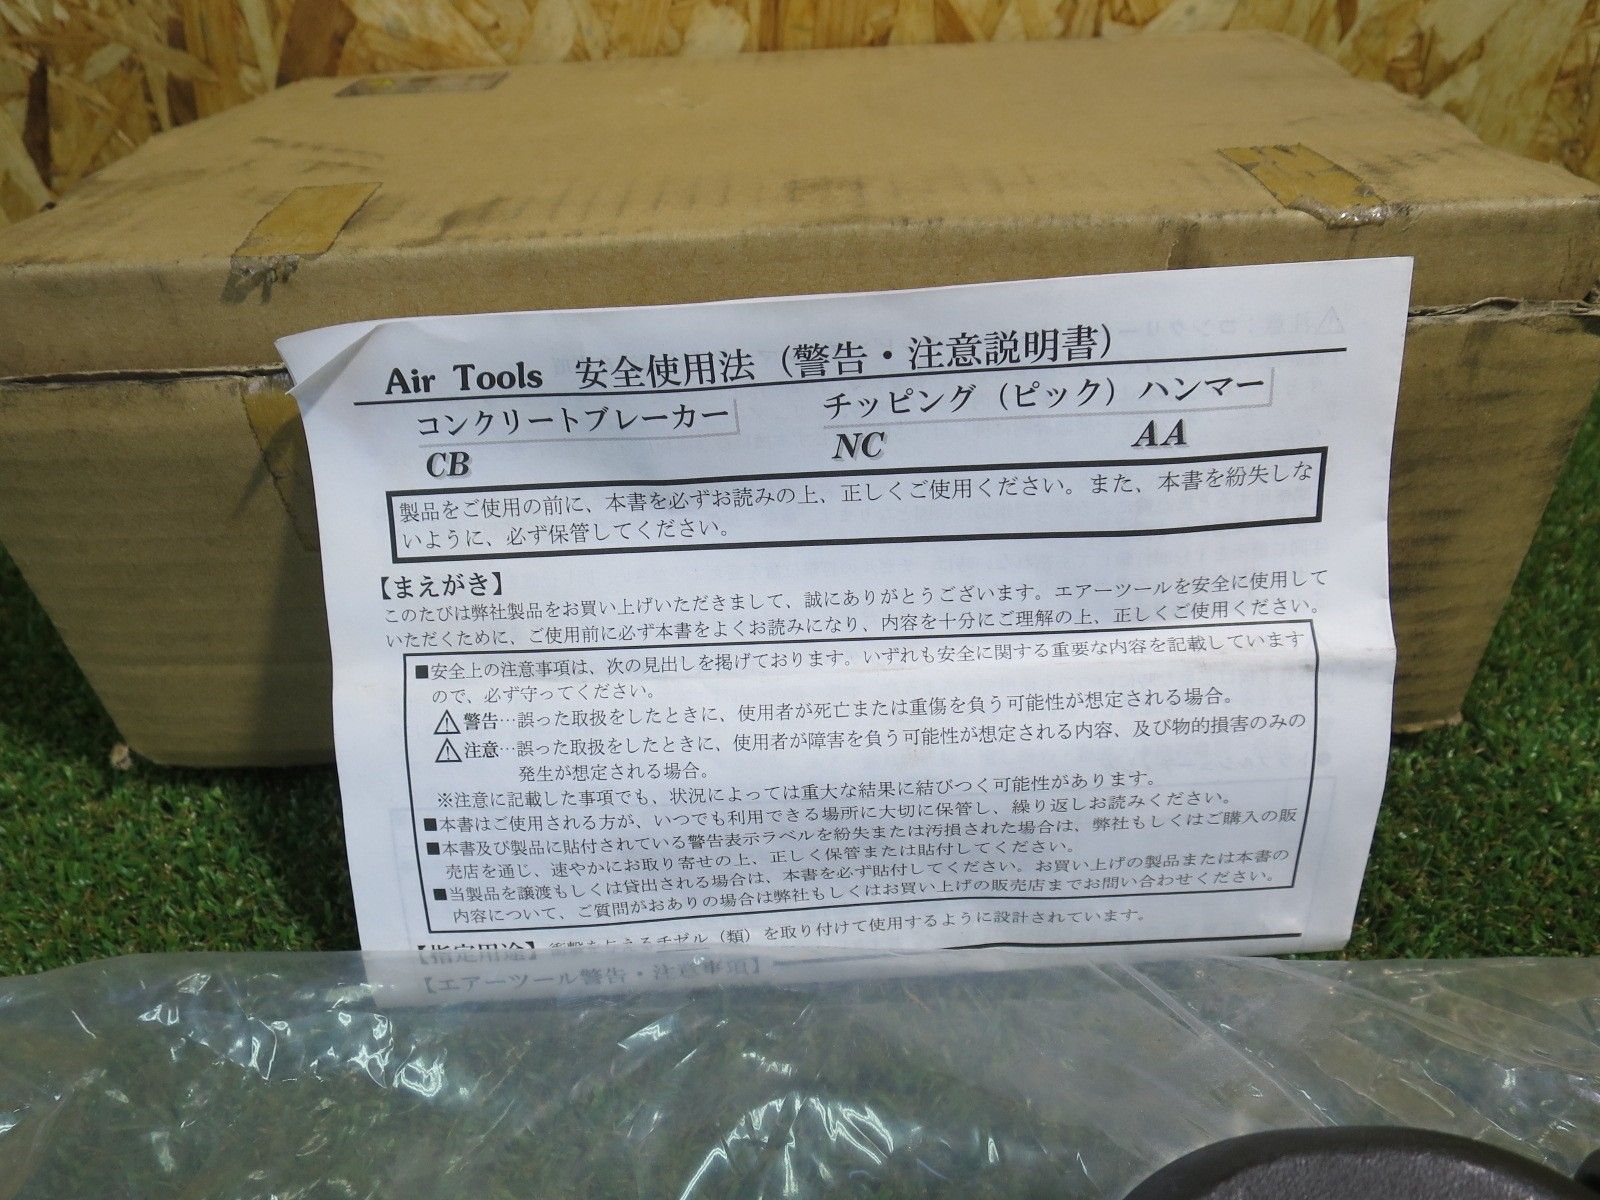 Air Tools 安全使用法（警告・注意説明書）
コンクリートブレーカー チッピング（ピック）ハンマー
CB NC AA
製品をご使用の前に、本書を必ずお読みの上、正しくご使用ください。また、本書を紛失しな
いように、必ず保管してください。
【まえがき】
このたびは弊社製品をお買い上げいただきまして、誠にありがとうございます。エアーツールを安全に使用して
いただくために、ご使用前に必ず本書をよくお読みになり、内容を十分にご理解の上、正しくご使用ください。
■安全上の注意事項は、次の見出しを掲げております。いずれも安全に関する重要な内容を記載しています
ので、必ず守ってください。
⚠警告…誤った取扱をしたときに、使用者が死亡または重傷を負う可能性が想定される場合。
⚠注意…誤った取扱をしたときに、使用者が障害を負う可能性が想定される内容、及び物的損害のみの
発生が想定される場合。
※注意に記載した事項でも、状況によっては重大な結果に結びつく可能性があります。
■本書はご使用される方が、いつでも利用できる場所に大切に保管し、繰り返しお読みください。
■本書及び製品に貼付されている警告表示ラベルを紛失または汚損された場合は、弊社もしくはご購入の販
売店を通じ、速やかにお取り寄せの上、正しく保管または貼付してください。
■当製品を譲渡もしくは貸出される場合は、本書を必ず貼付してください。お買い上げの製品または本書の
内容について、ご質問がおありの場合は弊社もしくはお買い上げの販売店までお問い合わせください。
【指定用途】衝撃を与えるチゼル（類）を取り付けて使用するように設計されています。
【エアーツール警告・注意事項】